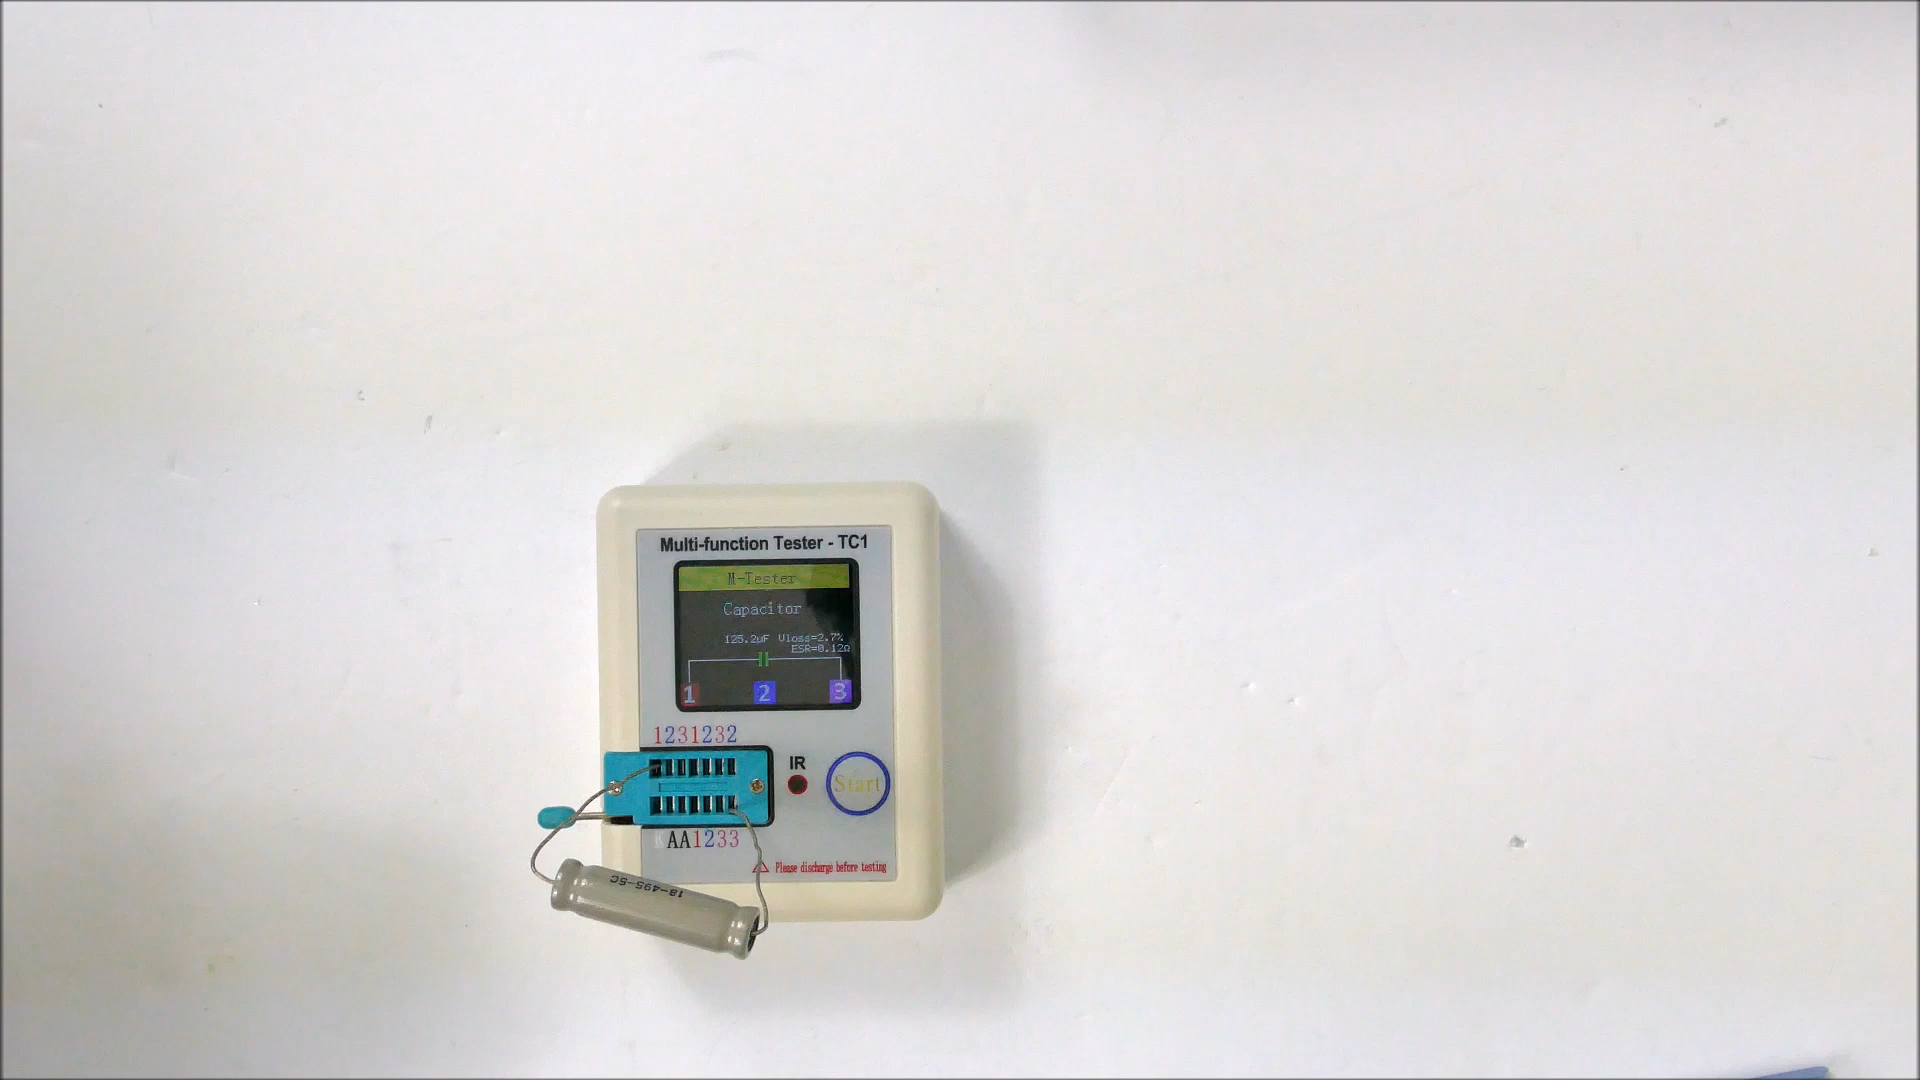 Multi-function Tester - TC1
M-Tester
Capacitor
125.2µF Vloss=2.7%
ESR=0.12Ω
1 2 3
1231232
IR
Start
KAA1233
Please discharge before testing
18-495-5C